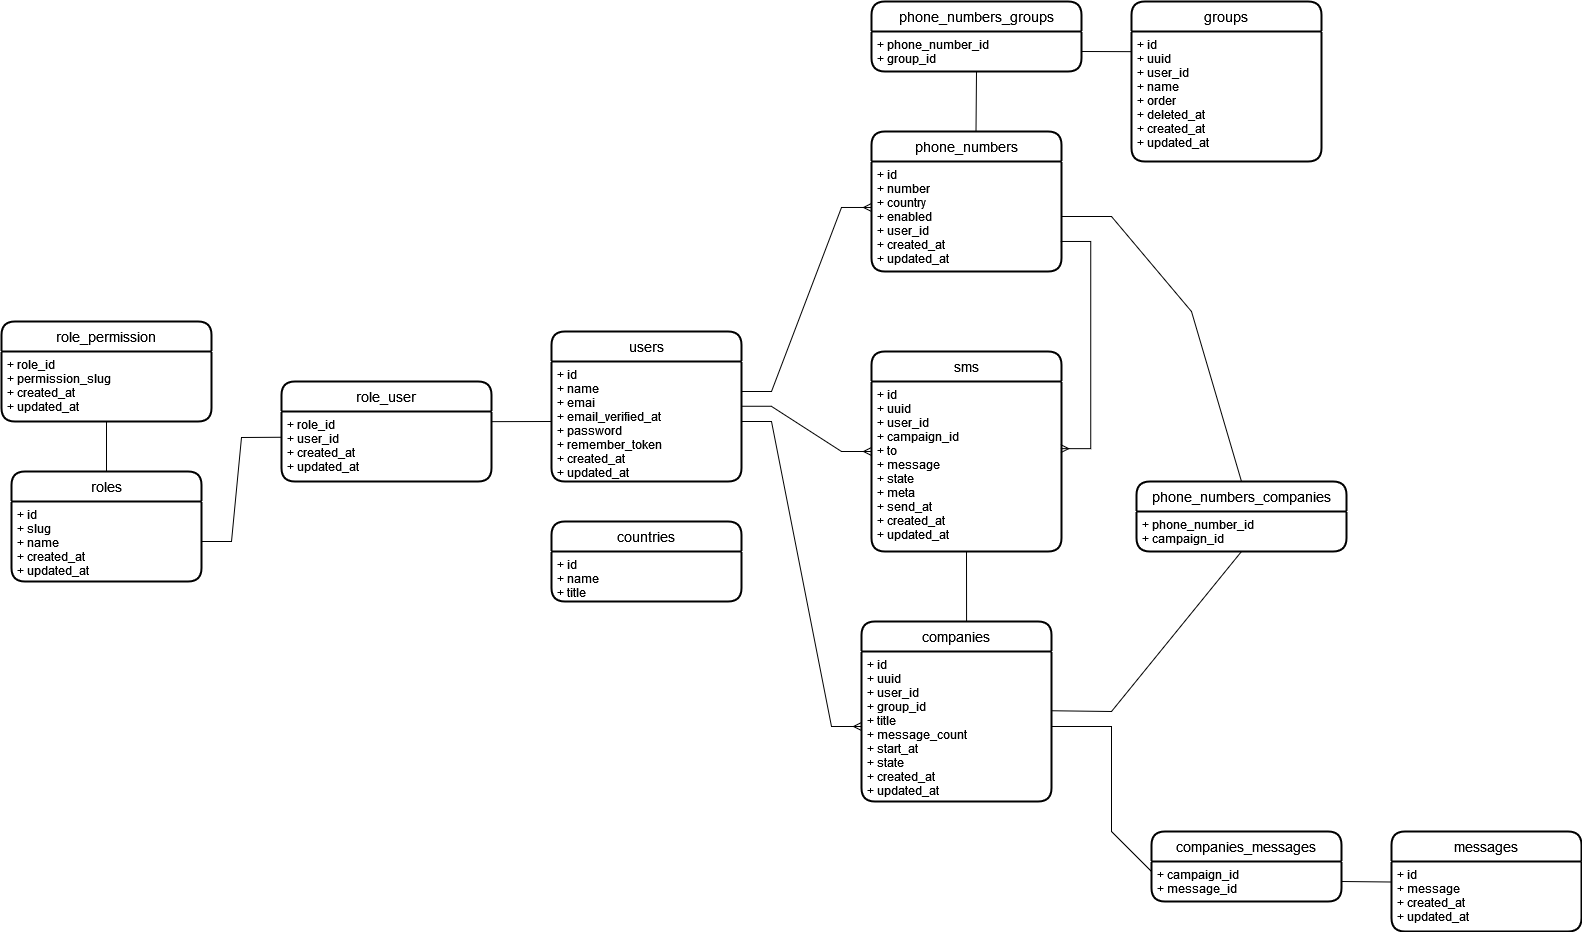 phone_numbers_groups
+ phone_number_id
+ group_id
groups
+ id
+ uuid
+ user_id
+ name
+ order
+ deleted_at
+ created_at
+ updated_at
phone_numbers
+ id
+ number
+ country
+ enabled
+ user_id
+ created_at
+ updated_at
role_permission
+ role_id
+ permission_slug
+ created_at
+ updated_at
role_user
+ role_id
+ user_id
+ created_at
+ updated_at
users
+ id
+ name
+ emai
+ email_verified_at
+ password
+ remember_token
+ created_at
+ updated_at
sms
+ id
+ uuid
+ user_id
+ campaign_id
+ to
+ message
+ state
+ meta
+ send_at
+ created_at
+ updated_at
roles
+ id
+ slug
+ name
+ created_at
+ updated_at
countries
+ id
+ name
+ title
phone_numbers_companies
+ phone_number_id
+ campaign_id
companies
+ id
+ uuid
+ user_id
+ group_id
+ title
+ message_count
+ start_at
+ state
+ created_at
+ updated_at
companies_messages
+ campaign_id
+ message_id
messages
+ id
+ message
+ created_at
+ updated_at